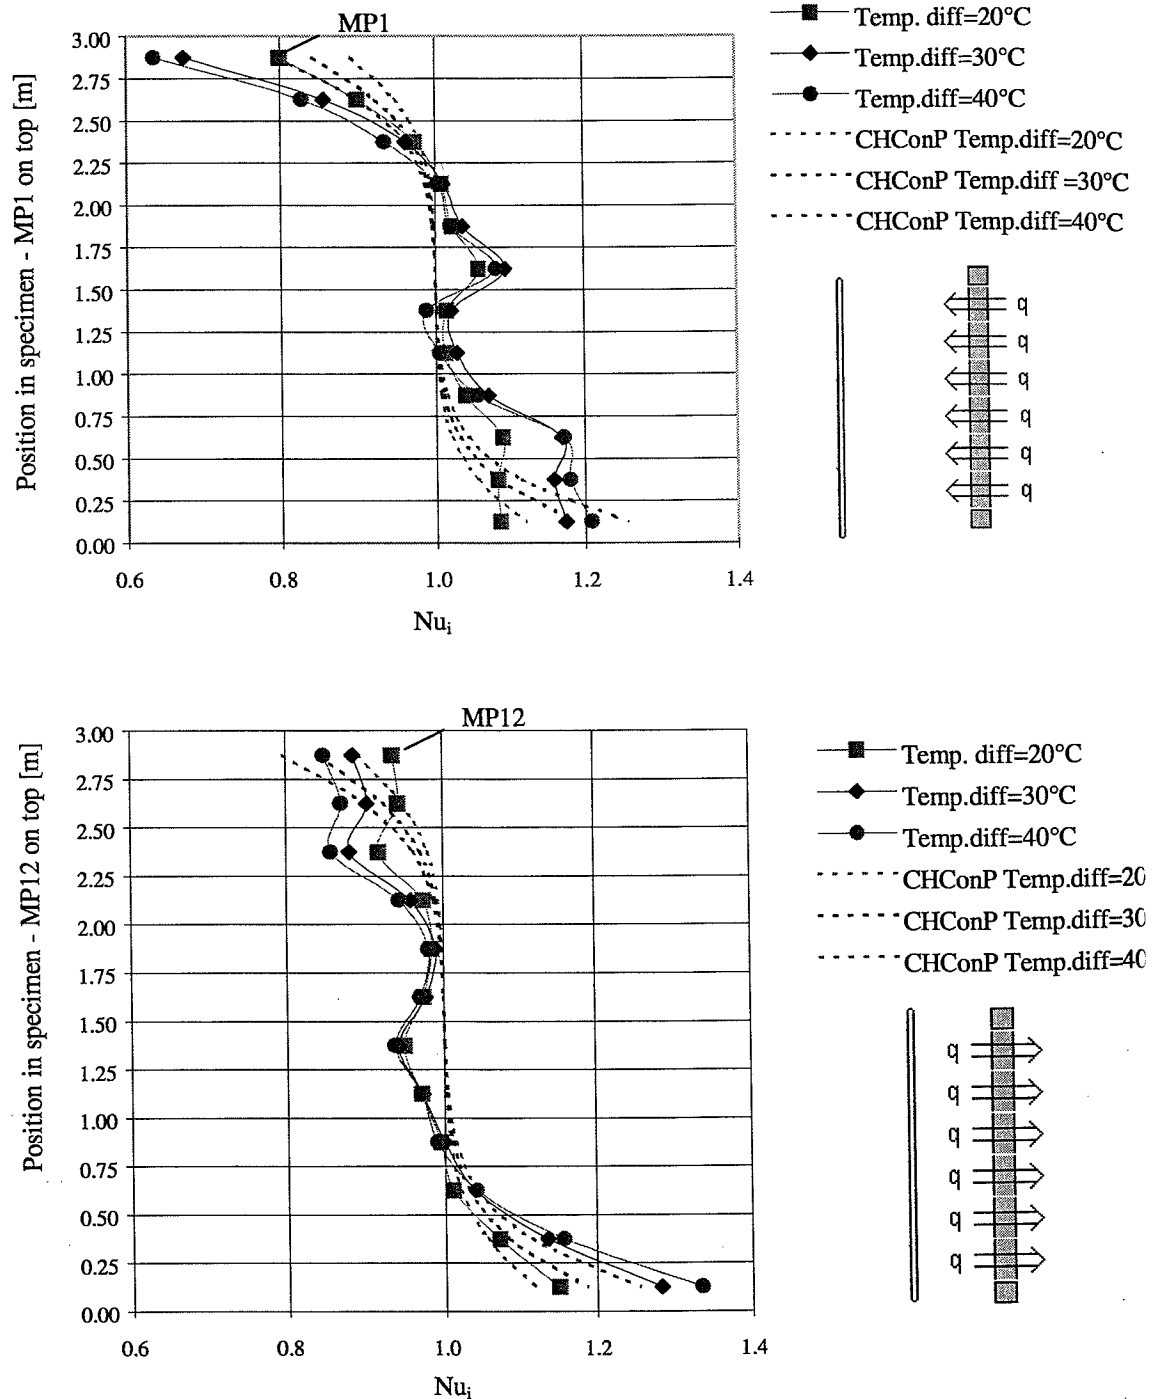 MP1
Temp. diff=20°C
Temp.diff=30°C
Temp.diff=40°C
CHConP Temp.diff=20°C
CHConP Temp.diff =30°C
CHConP Temp.diff=40°C
Position in specimen - MP1 on top [m]
3.00
2.75
2.50
2.25
2.00
1.75
1.50
1.25
1.00
0.75
0.50
0.25
0.00
0.6
0.8
1.0
1.2
1.4
Nui
q
q
q
q
q
q
MP12
Temp. diff=20°C
Temp.diff=30°C
Temp.diff=40°C
CHConP Temp.diff=20
CHConP Temp.diff=30
CHConP Temp.diff=40
Position in specimen - MP12 on top [m]
3.00
2.75
2.50
2.25
2.00
1.75
1.50
1.25
1.00
0.75
0.50
0.25
0.00
0.6
0.8
1.0
1.2
1.4
Nui
q
q
q
q
q
q